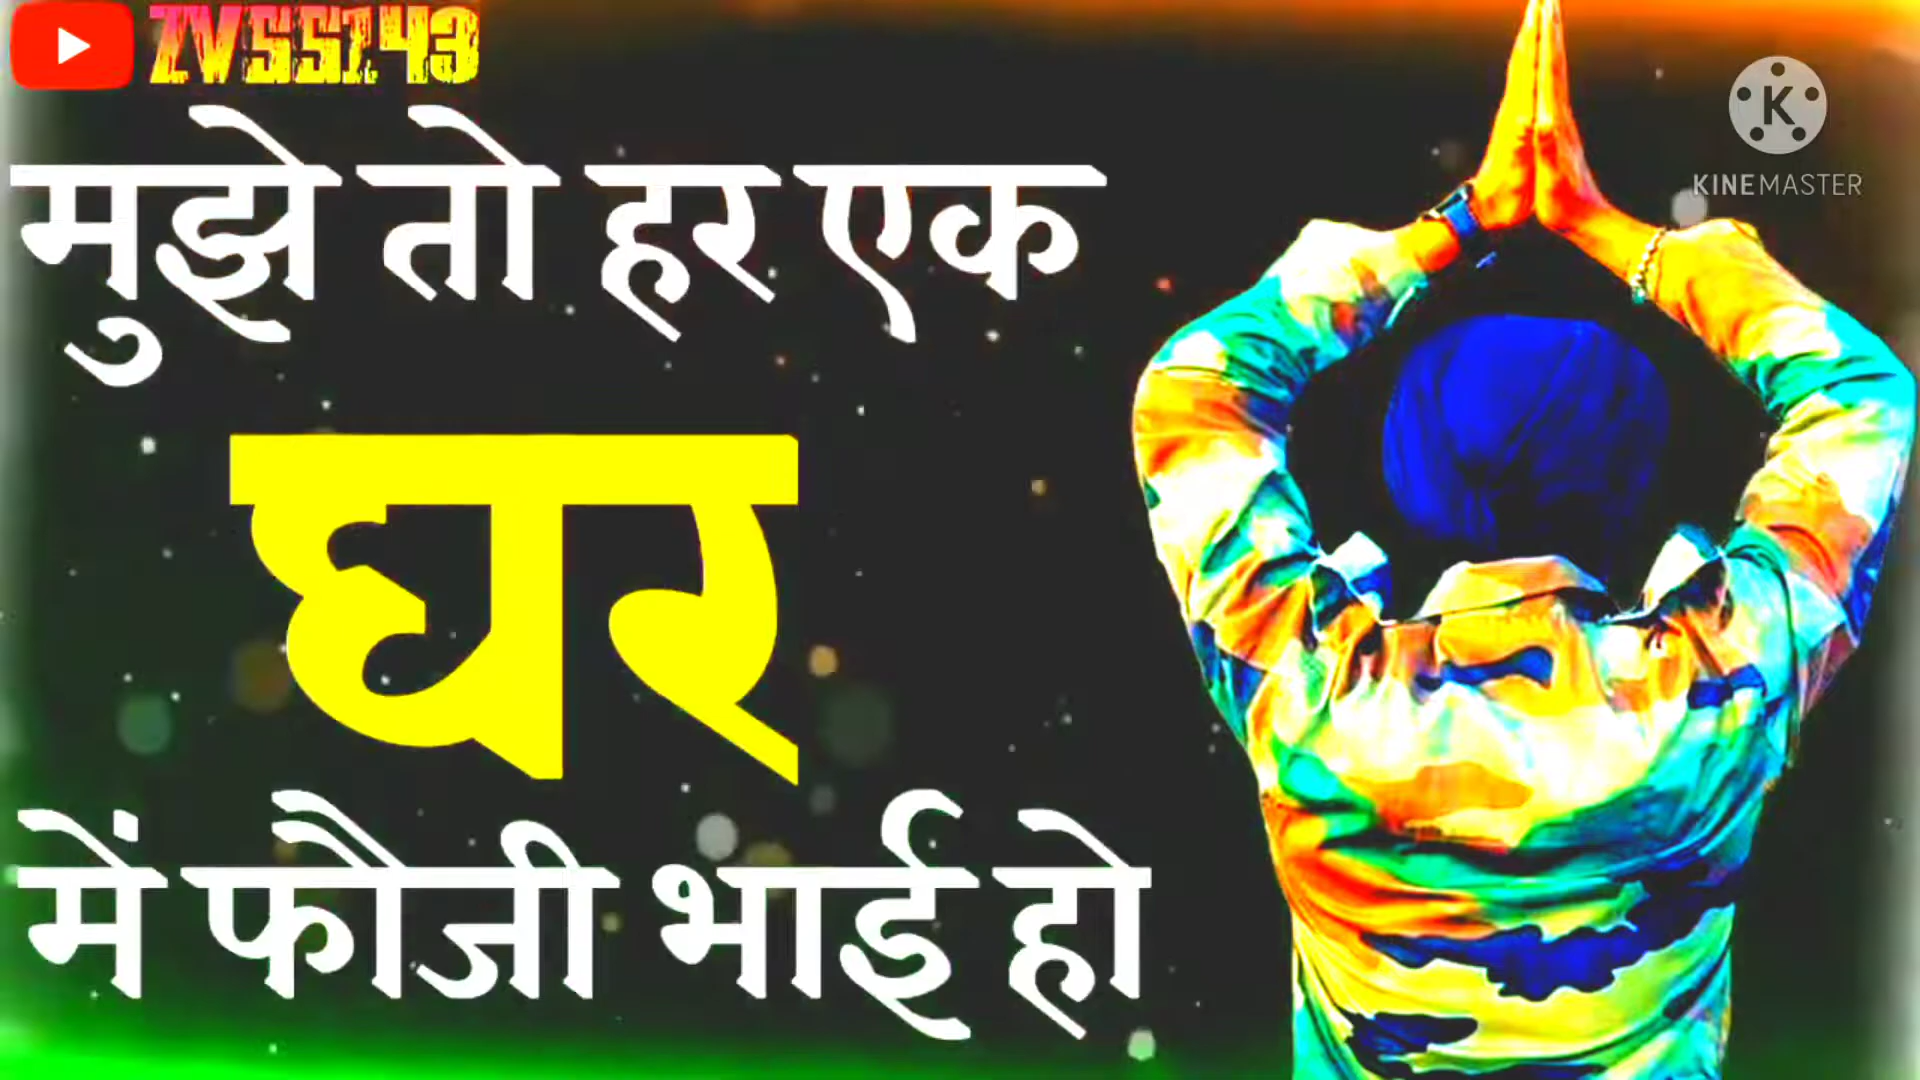 ZVSS143
KINEMASTER
मुझे तो हर एक
घर
में फौजी भाई हो